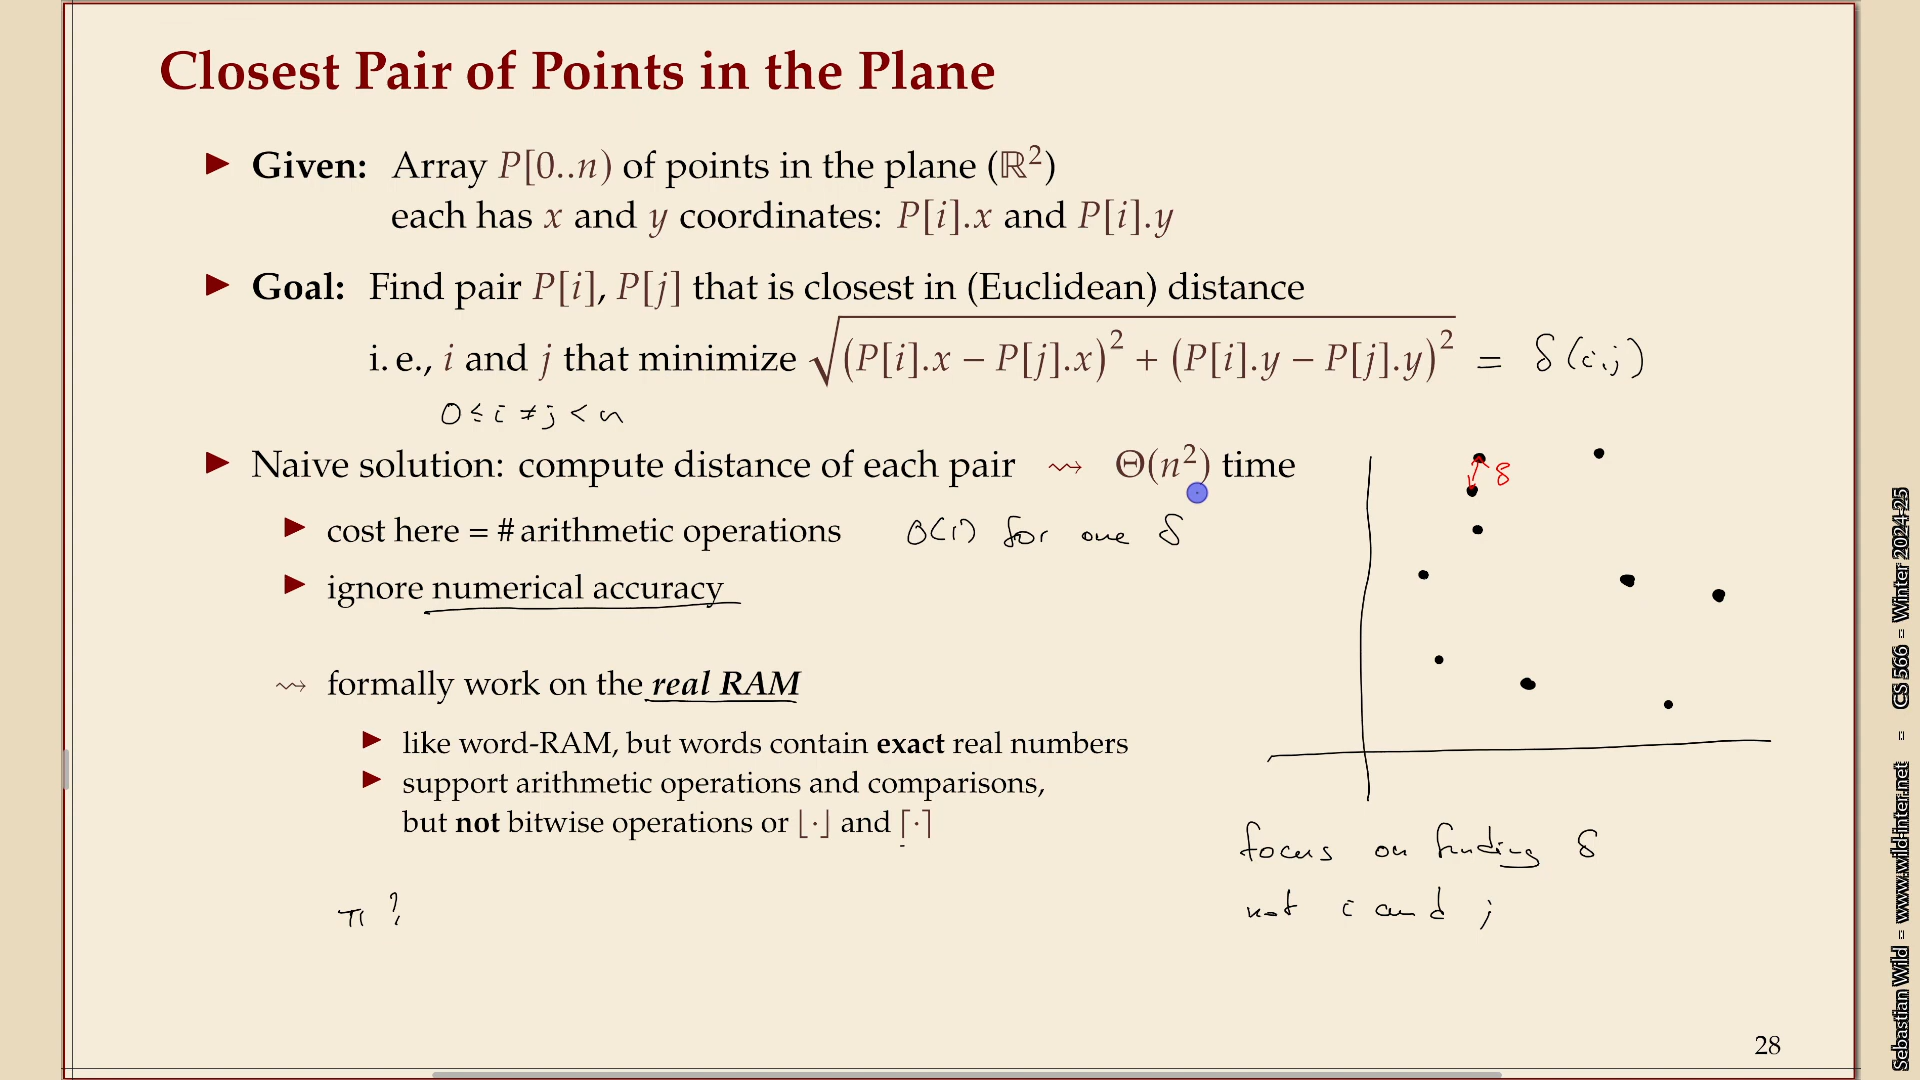 Closest Pair of Points in the Plane
▶ Given: Array P[0..n) of points in the plane (ℝ²)
each has x and y coordinates: P[i].x and P[i].y
▶ Goal: Find pair P[i], P[j] that is closest in (Euclidean) distance
i. e., i and j that minimize √(P[i].x − P[j].x)² + (P[i].y − P[j].y)² = δ(i,j)
0 ≤ i ≠ j < n
▶ Naive solution: compute distance of each pair ⇝ Θ(n²) time
δ
▶ cost here = # arithmetic operations O(1) for one δ
▶ ignore numerical accuracy
⇝ formally work on the real RAM
▶ like word-RAM, but words contain exact real numbers
▶ support arithmetic operations and comparisons,
but not bitwise operations or ⌊·⌋ and ⌈·⌉
focus on finding δ
not i and j
π ?
28
Sebastian Wild - www.wild-inter.net - CS 566 - Winter 2024-25